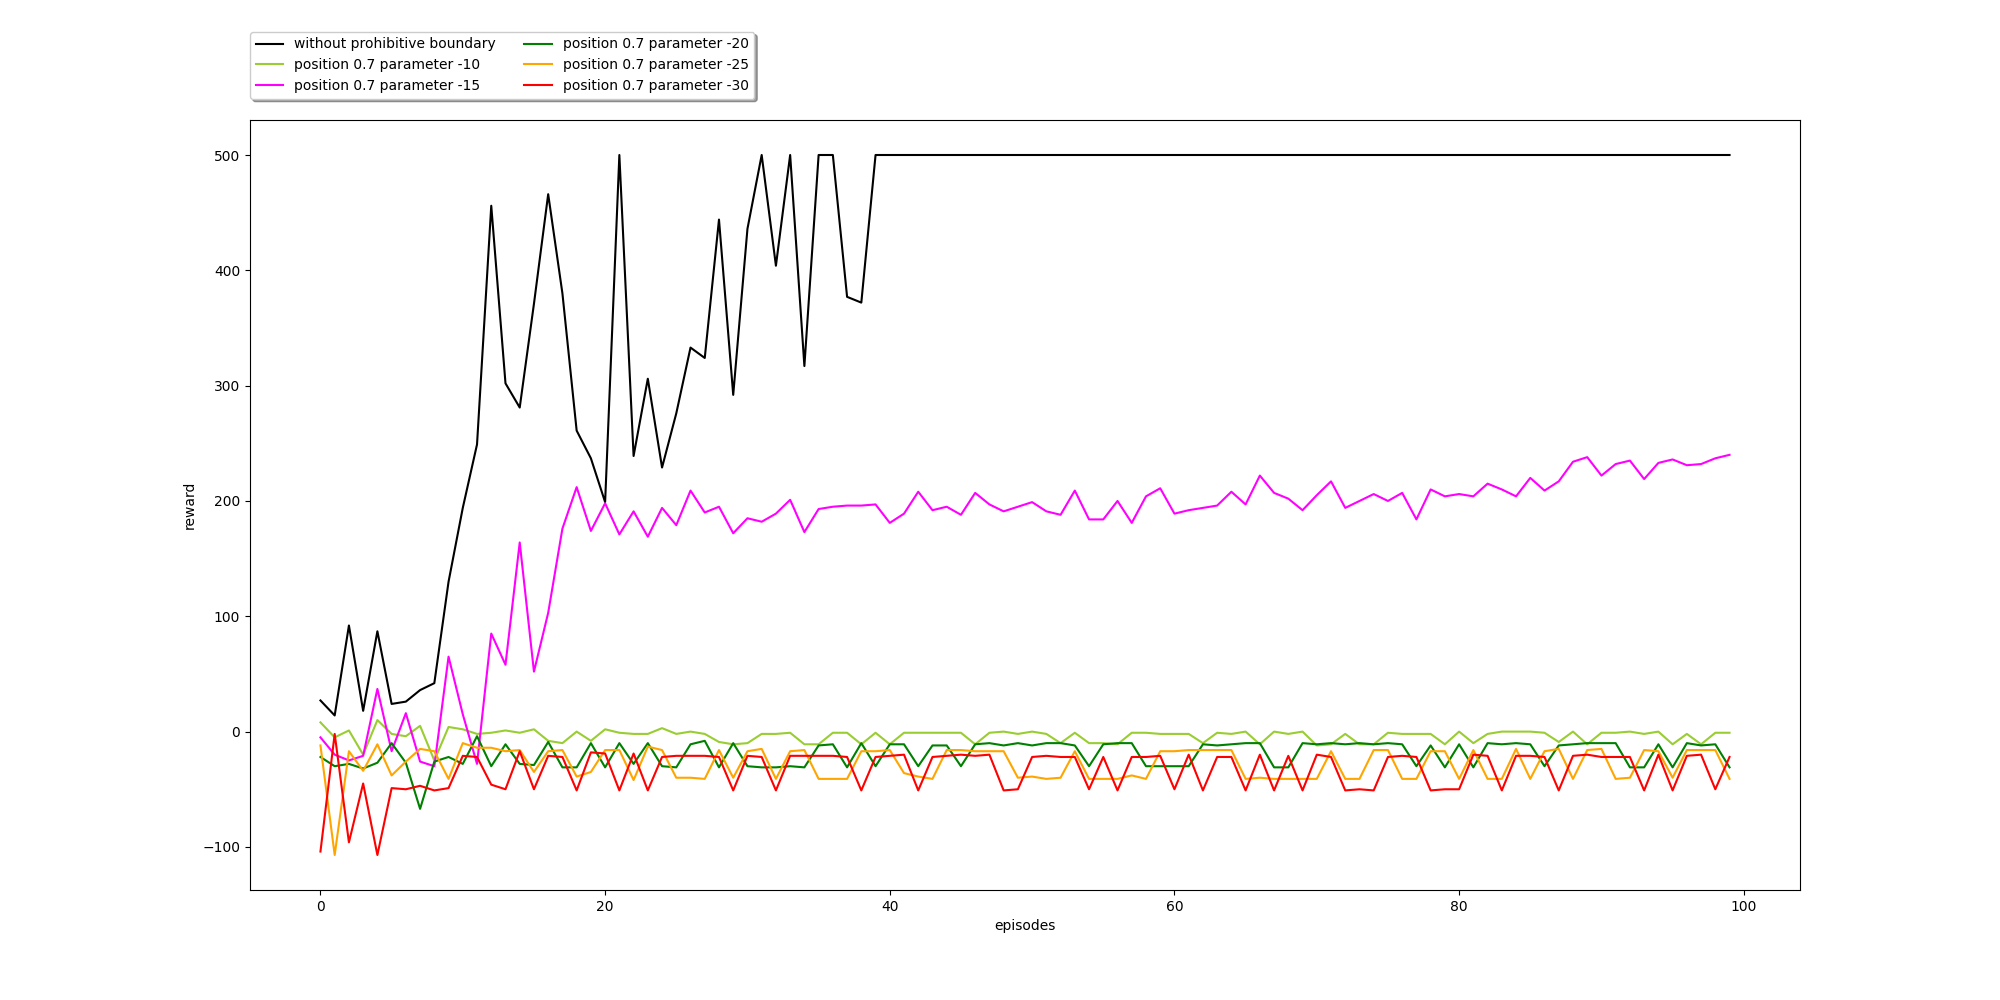 without prohibitive boundary
position 0.7 parameter -10
position 0.7 parameter -15
position 0.7 parameter -20
position 0.7 parameter -25
position 0.7 parameter -30
500
400
300
200
100
0
−100
reward
0 20 40 60 80 100
episodes